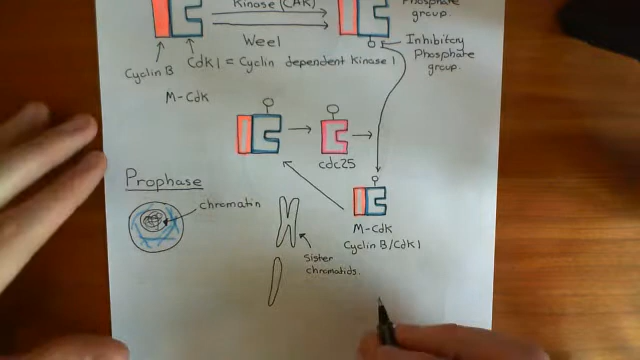 Kinase (CAK)
Phosphate
group.
Wee1
Inhibitory
Phosphate
group.
Cyclin B
Cdk1 = Cyclin dependent Kinase 1
M-Cdk
cdc25
Prophase
chromatin
M-Cdk
Cyclin B/Cdk1
Sister
chromatids.